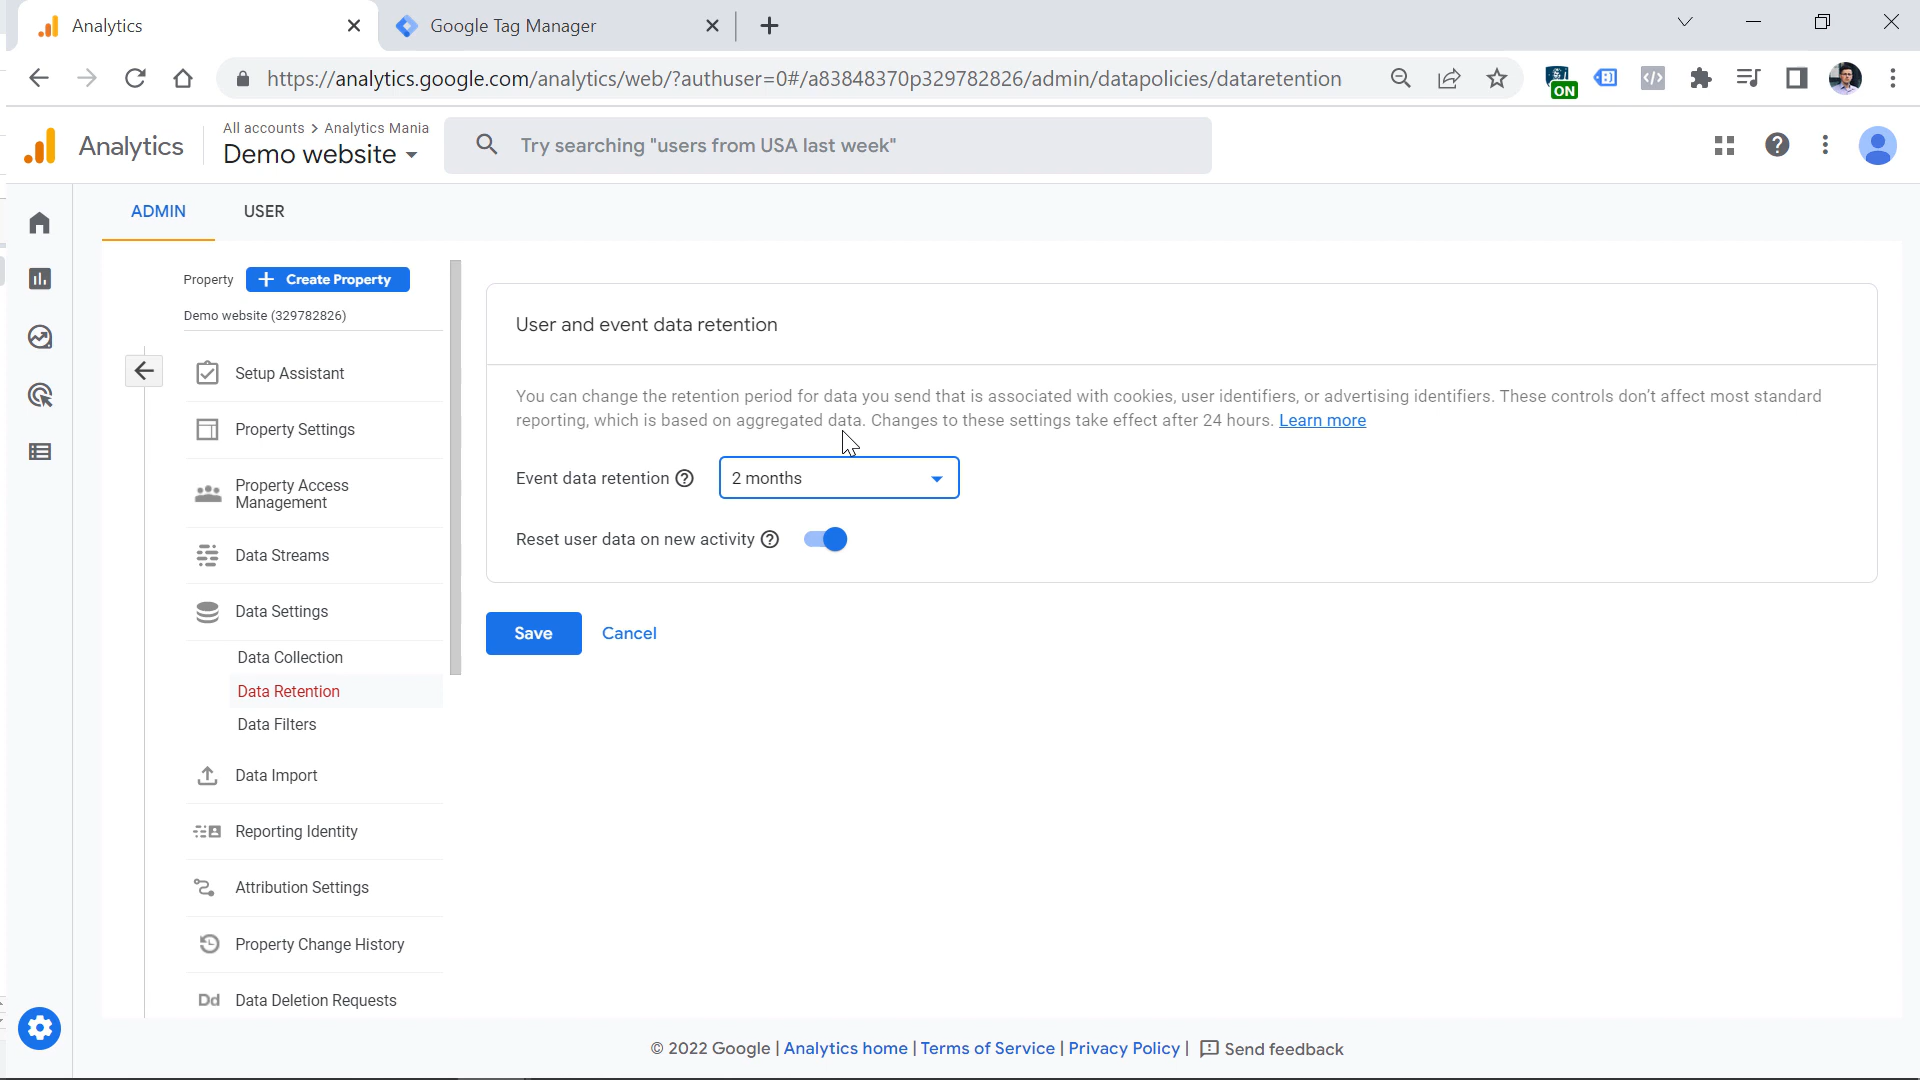 Analytics
Google Tag Manager
https://analytics.google.com/analytics/web/?authuser=0#/a83848370p329782826/admin/datapolicies/dataretention
ON
Analytics
All accounts > Analytics Mania
Demo website
Try searching "users from USA last week"
ADMIN
USER
Property
Create Property
Demo website (329782826)
Setup Assistant
Property Settings
Property Access
Management
Data Streams
Data Settings
Data Collection
Data Retention
Data Filters
Data Import
Reporting Identity
Attribution Settings
Property Change History
Dd Data Deletion Requests
User and event data retention
You can change the retention period for data you send that is associated with cookies, user identifiers, or advertising identifiers. These controls don't affect most standard
reporting, which is based on aggregated data. Changes to these settings take effect after 24 hours. Learn more
Event data retention
2 months
Reset user data on new activity
Save
Cancel
© 2022 Google | Analytics home | Terms of Service | Privacy Policy | Send feedback